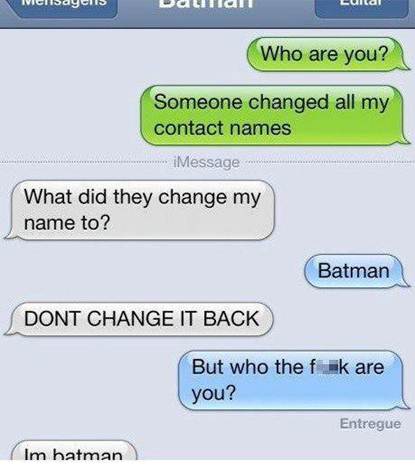 Mensagens Batman Editar
Who are you?
Someone changed all my
contact names
iMessage
What did they change my
name to?
Batman
DONT CHANGE IT BACK
But who the f k are
you?
Entregue
Im batman